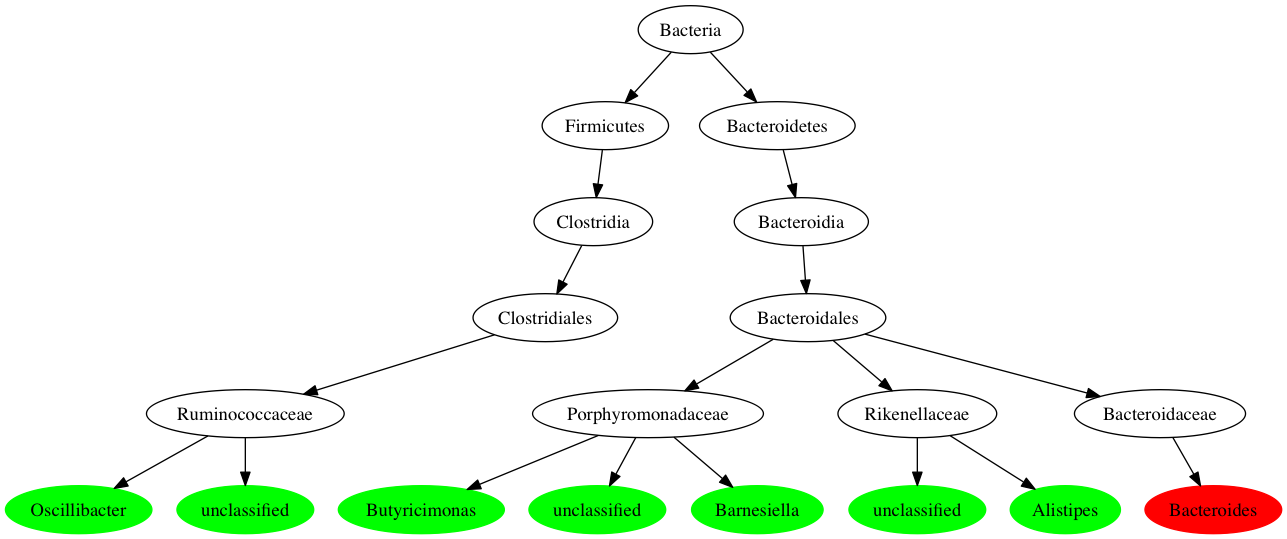 Bacteria
Firmicutes
Bacteroidetes
Clostridia
Bacteroidia
Clostridiales
Bacteroidales
Ruminococcaceae
Porphyromonadaceae
Rikenellaceae
Bacteroidaceae
Oscillibacter
unclassified
Butyricimonas
unclassified
Barnesiella
unclassified
Alistipes
Bacteroides